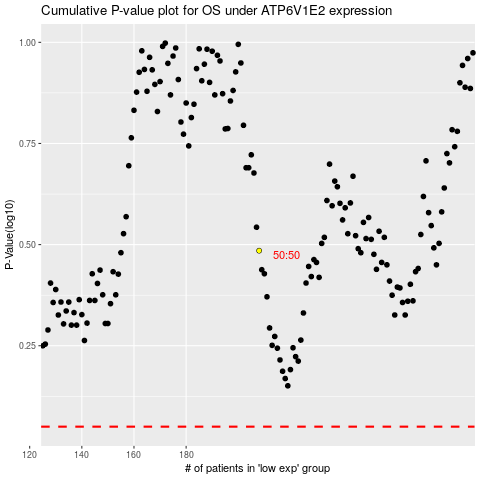 Cumulative P-value plot for OS under ATP6V1E2 expression
P-Value(log10)
1.00
0.75
0.50
0.25
50:50
120 140 160 180
# of patients in 'low exp' group